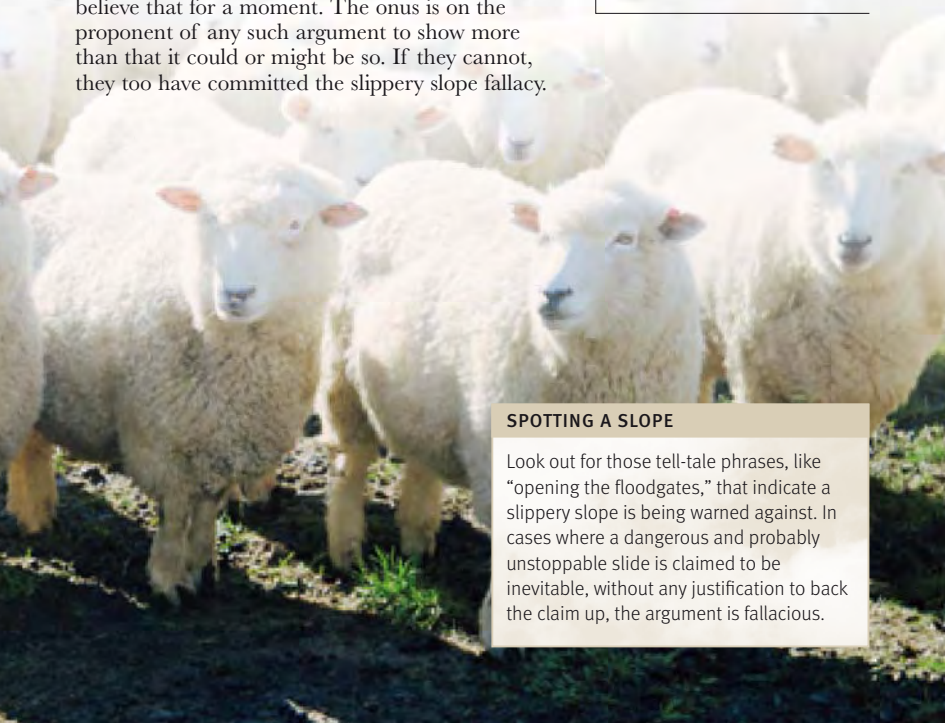 believe that for a moment. The onus is on the
proponent of any such argument to show more
than that it could or might be so. If they cannot,
they too have committed the slippery slope fallacy.
SPOTTING A SLOPE
Look out for those tell-tale phrases, like
“opening the floodgates,” that indicate a
slippery slope is being warned against. In
cases where a dangerous and probably
unstoppable slide is claimed to be
inevitable, without any justification to back
the claim up, the argument is fallacious.